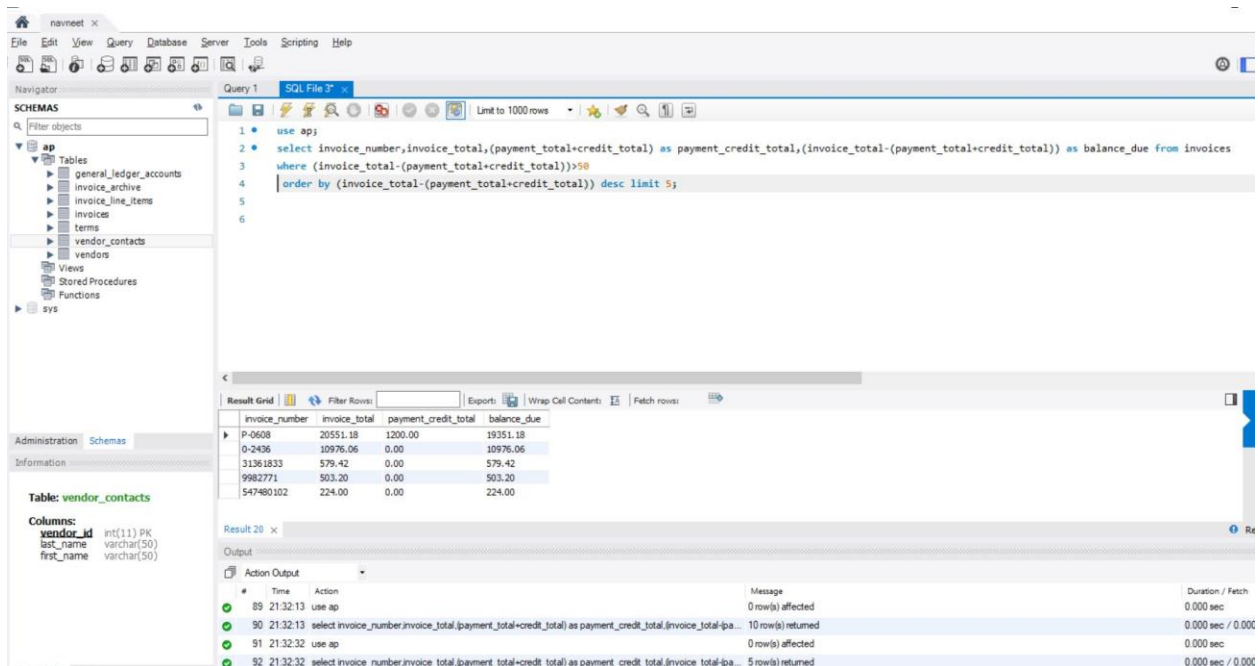 navneet ×
File Edit View Query Database Server Tools Scripting Help
Navigator
SCHEMAS
Filter objects
ap
Tables
general_ledger_accounts
invoice_archive
invoice_line_items
invoices
terms
vendor_contacts
vendors
Views
Stored Procedures
Functions
sys
Administration Schemas
Information
Table: vendor_contacts
Columns:
vendor_id int(11) PK
last_name varchar(50)
first_name varchar(50)
Query 1 SQL File 3* ×
Limit to 1000 rows
1 use ap;
2 select invoice_number,invoice_total,(payment_total+credit_total) as payment_credit_total,(invoice_total-(payment_total+credit_total)) as balance_due from invoices
3 where (invoice_total-(payment_total+credit_total))>50
4 order by (invoice_total-(payment_total+credit_total)) desc limit 5;
5
6
Result Grid Filter Rows: Export: Wrap Cell Content: Fetch rows:
invoice_number invoice_total payment_credit_total balance_due
P-0608 20551.18 1200.00 19351.18
0-2436 10976.06 0.00 10976.06
31361833 579.42 0.00 579.42
9982771 503.20 0.00 503.20
547480102 224.00 0.00 224.00
Result 20 ×
Re
Output
Action Output
# Time Action Message Duration / Fetch
89 21:32:13 use ap 0 row(s) affected 0.000 sec
90 21:32:13 select invoice_number,invoice_total,(payment_total+credit_total) as payment_credit_total,(invoice_total-(pa... 10 row(s) returned 0.000 sec / 0.000
91 21:32:32 use ap 0 row(s) affected 0.000 sec
92 21:32:32 select invoice_number,invoice_total,(payment_total+credit_total) as payment_credit_total,(invoice_total-(pa... 5 row(s) returned 0.000 sec / 0.000